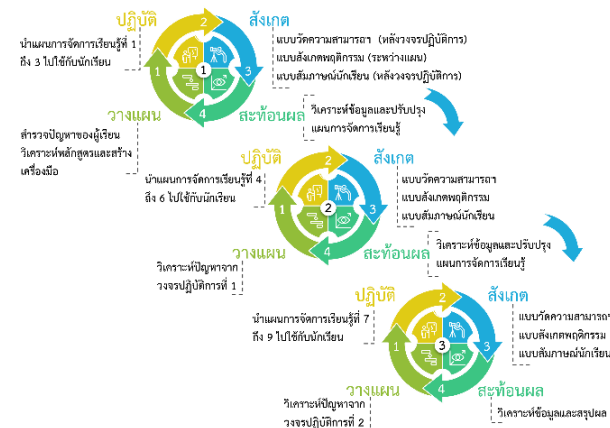 ปฏิบัติ
สังเกต
2
นำแผนการจัดการเรียนรู้ที่ 1
ถึง 3 ไปใช้กับนักเรียน
แบบวัดความสามารถฯ (หลังวงจรปฏิบัติการ)
แบบสังเกตพฤติกรรม (ระหว่างแผน)
แบบสัมภาษณ์นักเรียน (หลังวงจรปฏิบัติการ)
1
1
3
4
วางแผน
สะท้อนผล
วิเคราะห์ข้อมูลและปรับปรุง
แผนการจัดการเรียนรู้
สำรวจปัญหาของผู้เรียน
วิเคราะห์หลักสูตรและสร้าง
เครื่องมือ
ปฏิบัติ
สังเกต
2
นำแผนการจัดการเรียนรู้ที่ 4
ถึง 6 ไปใช้กับนักเรียน
แบบวัดความสามารถฯ
แบบสังเกตพฤติกรรม
แบบสัมภาษณ์นักเรียน
1
2
3
4
วางแผน
สะท้อนผล
วิเคราะห์ข้อมูลและปรับปรุง
แผนการจัดการเรียนรู้
วิเคราะห์ปัญหาจาก
วงจรปฏิบัติการที่ 1
ปฏิบัติ
สังเกต
2
นำแผนการจัดการเรียนรู้ที่ 7
ถึง 9 ไปใช้กับนักเรียน
แบบวัดความสามารถฯ
แบบสังเกตพฤติกรรม
แบบสัมภาษณ์นักเรียน
1
3
3
4
วางแผน
สะท้อนผล
วิเคราะห์ปัญหาจาก
วงจรปฏิบัติการที่ 2
วิเคราะห์ข้อมูลและสรุปผล